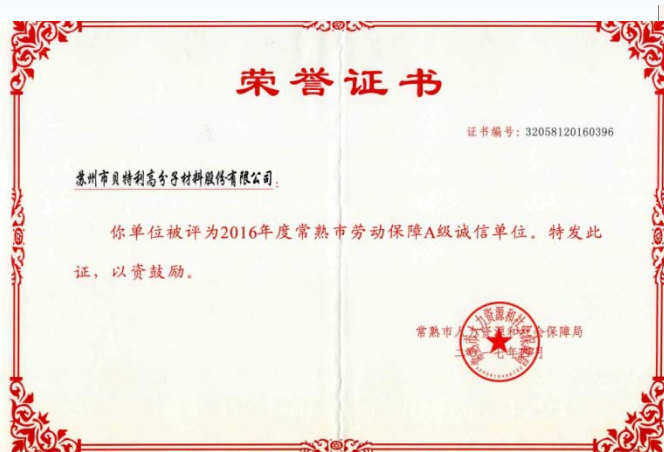 荣誉证书
证书编号：32058120160396
苏州市贝特利高分子材料股份有限公司：
你单位被评为2016年度常熟市劳动保障A级诚信单位。特发此
证，以资鼓励。
常熟市人力资源和社会保障局